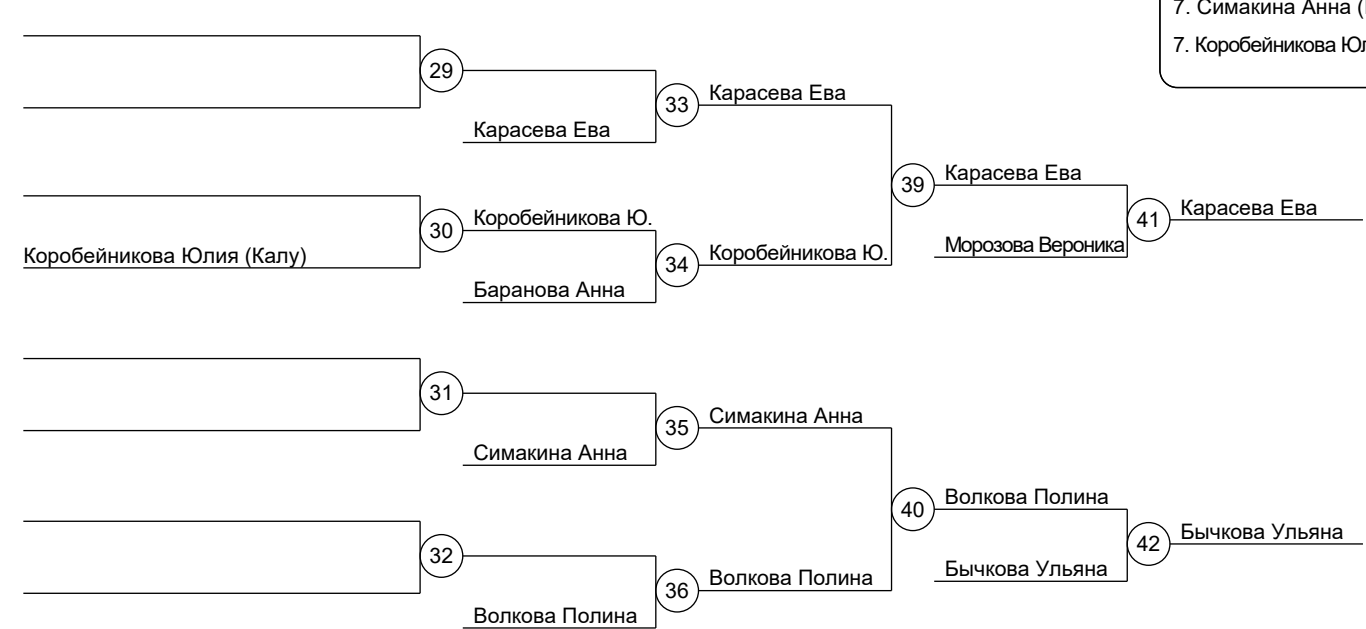 7. Симакина Анна (
7. Коробейникова Юл
29
33
Карасева Ева
Карасева Ева
39
Карасева Ева
41
Карасева Ева
30
Коробейникова Ю.
Коробейникова Юлия (Калу)
34
Коробейникова Ю.
Морозова Вероника
Баранова Анна
31
35
Симакина Анна
Симакина Анна
40
Волкова Полина
42
Бычкова Ульяна
32
36
Волкова Полина
Бычкова Ульяна
Волкова Полина